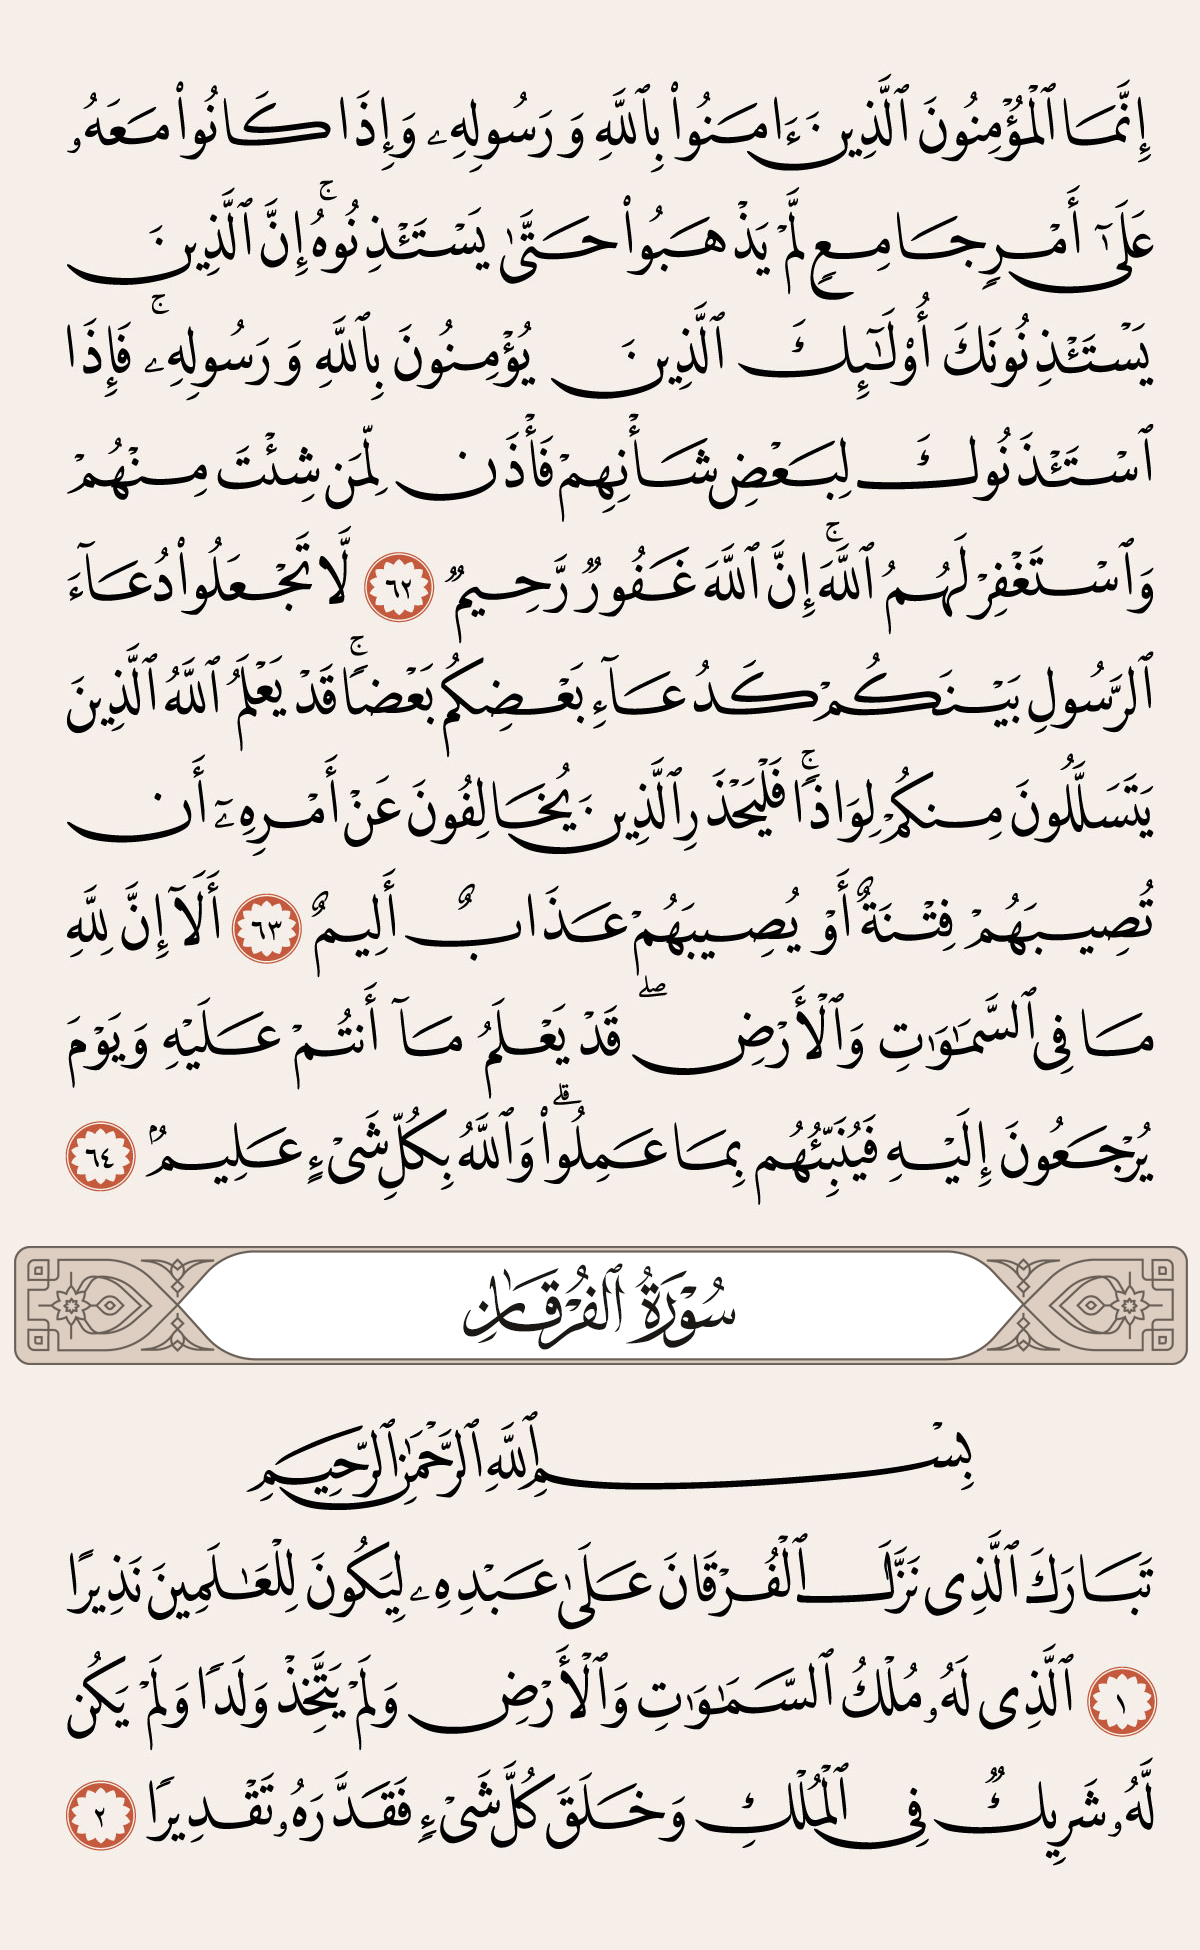 إِنَّمَا ٱلْمُؤْمِنُونَ ٱلَّذِينَ ءَامَنُوا۟ بِٱللَّهِ وَرَسُولِهِۦ وَإِذَا كَانُوا۟ مَعَهُۥ
عَلَىٰٓ أَمْرٍ جَامِعٍ لَّمْ يَذْهَبُوا۟ حَتَّىٰ يَسْتَـْٔذِنُوهُ ۚ إِنَّ ٱلَّذِينَ
يَسْتَـْٔذِنُونَكَ أُو۟لَـٰٓئِكَ ٱلَّذِينَ يُؤْمِنُونَ بِٱللَّهِ وَرَسُولِهِۦ ۚ فَإِذَا
ٱسْتَـْٔذَنُوكَ لِبَعْضِ شَأْنِهِمْ فَأْذَن لِّمَن شِئْتَ مِنْهُمْ
وَٱسْتَغْفِرْ لَهُمُ ٱللَّهَ ۚ إِنَّ ٱللَّهَ غَفُورٌ رَّحِيمٌ ٦٢ لَّا تَجْعَلُوا۟ دُعَآءَ
ٱلرَّسُولِ بَيْنَكُمْ كَدُعَآءِ بَعْضِكُم بَعْضًا ۚ قَدْ يَعْلَمُ ٱللَّهُ ٱلَّذِينَ
يَتَسَلَّلُونَ مِنكُمْ لِوَاذًا ۚ فَلْيَحْذَرِ ٱلَّذِينَ يُخَالِفُونَ عَنْ أَمْرِهِۦٓ أَن
تُصِيبَهُمْ فِتْنَةٌ أَوْ يُصِيبَهُمْ عَذَابٌ أَلِيمٌ ٦٣ أَلَآ إِنَّ لِلَّهِ
مَا فِى ٱلسَّمَـٰوَٰتِ وَٱلْأَرْضِ ۖ قَدْ يَعْلَمُ مَآ أَنتُمْ عَلَيْهِ وَيَوْمَ
يُرْجَعُونَ إِلَيْهِ فَيُنَبِّئُهُم بِمَا عَمِلُوا۟ ۗ وَٱللَّهُ بِكُلِّ شَىْءٍ عَلِيمٌۢ ٦٤
سُورَةُ ٱلْفُرْقَانِ
بِسْمِ ٱللَّهِ ٱلرَّحْمَـٰنِ ٱلرَّحِيمِ
تَبَارَكَ ٱلَّذِى نَزَّلَ ٱلْفُرْقَانَ عَلَىٰ عَبْدِهِۦ لِيَكُونَ لِلْعَـٰلَمِينَ نَذِيرًا
١ ٱلَّذِى لَهُۥ مُلْكُ ٱلسَّمَـٰوَٰتِ وَٱلْأَرْضِ وَلَمْ يَتَّخِذْ وَلَدًا وَلَمْ يَكُن
لَّهُۥ شَرِيكٌ فِى ٱلْمُلْكِ وَخَلَقَ كُلَّ شَىْءٍ فَقَدَّرَهُۥ تَقْدِيرًا ٢